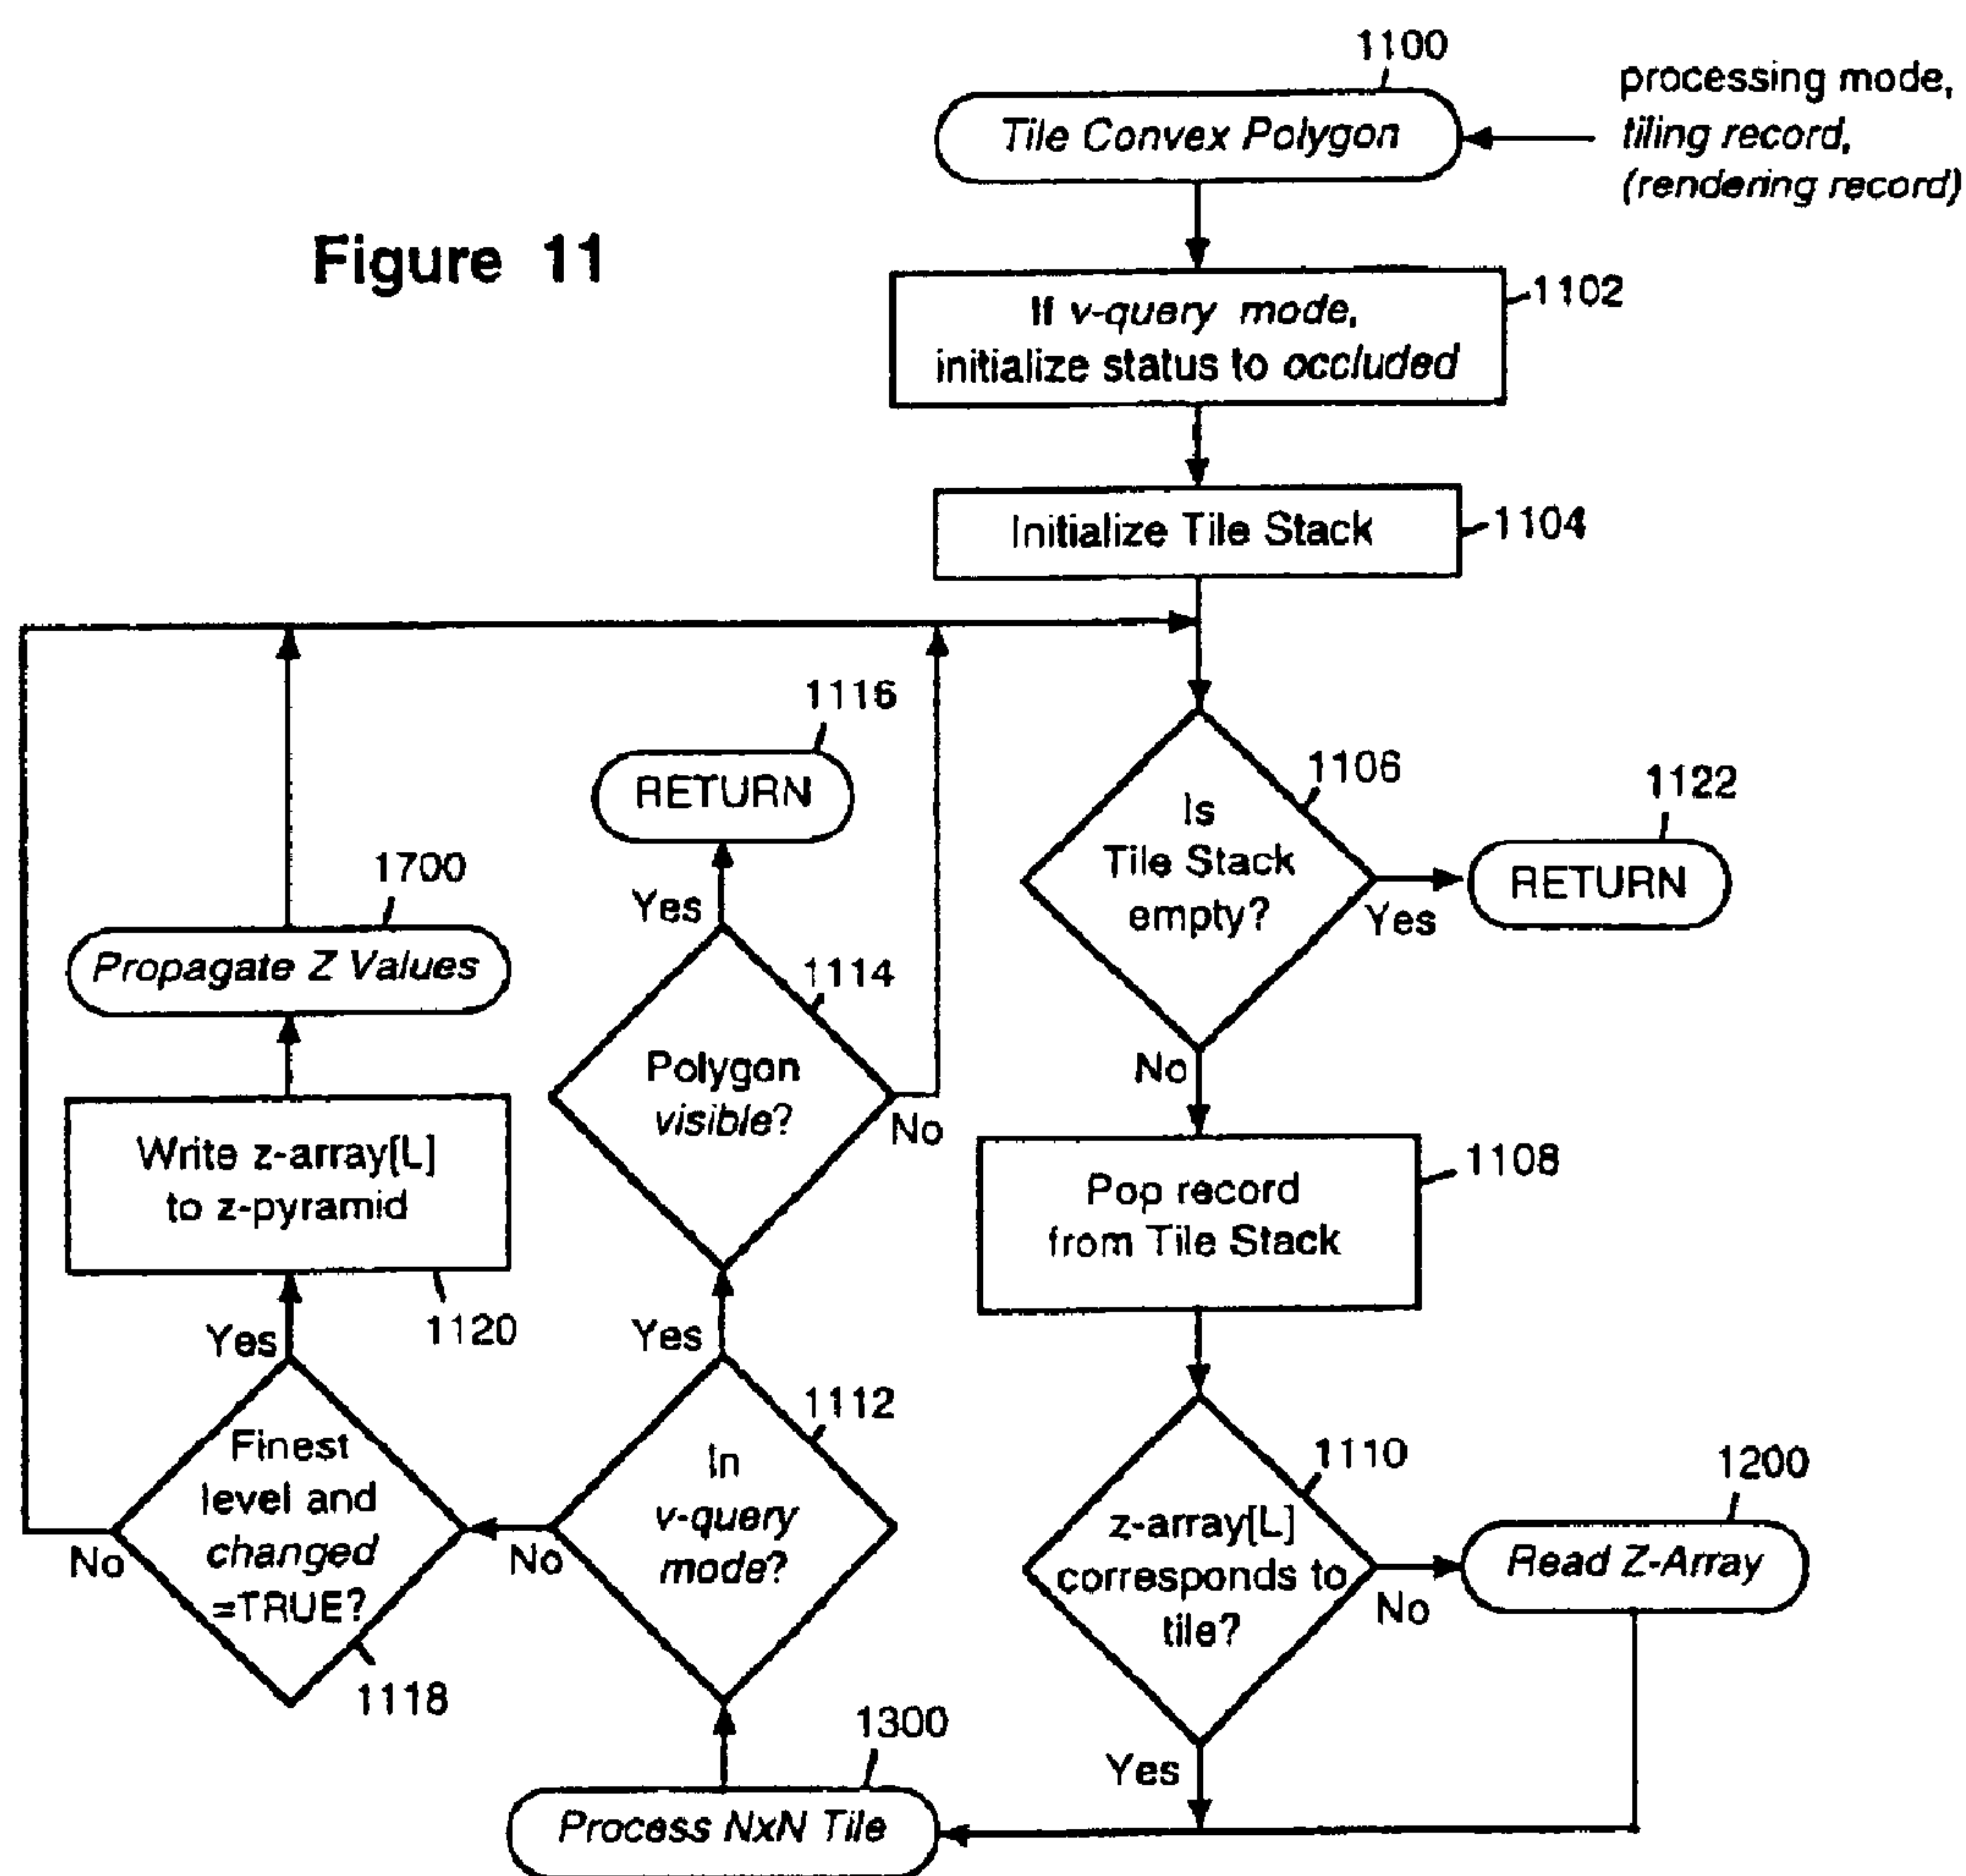 1100
processing mode,
tiling record,
(rendering record)
Tile Convex Polygon
Figure 11
1102
If v-query mode,
initialize status to occluded
Initialize Tile Stack
1104
1116
RETURN
1106
Is
Tile Stack
empty?
Yes
No
1122
RETURN
1700
Propagate Z Values
Yes
1114
Polygon
visible?
No
Write z-array[L]
to z-pyramid
1120
1108
Pop record
from Tile Stack
Yes
Finest
level and
changed
=TRUE?
No
1118
Yes
1112
In
v-query
mode?
No
1110
z-array[L]
corresponds to
tile?
No
Yes
1200
Read Z-Array
1300
Process NxN Tile